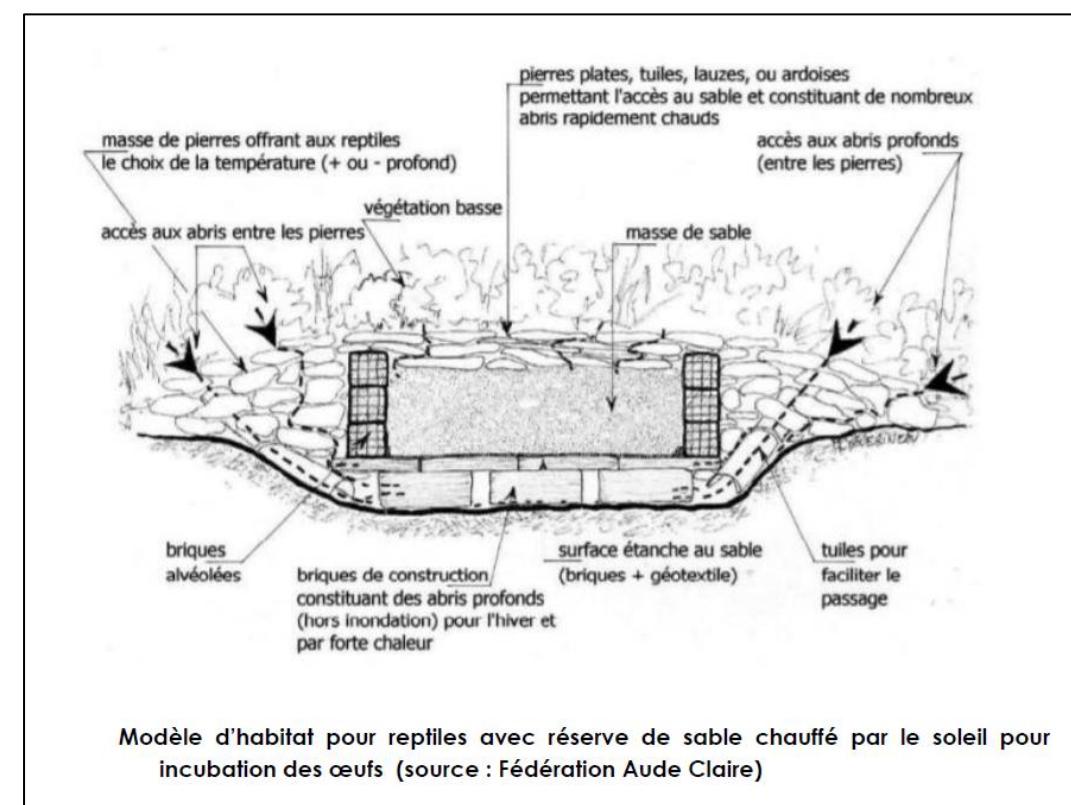 pierres plates, tuiles, lauzes, ou ardoises
permettant l'accès au sable et constituant de nombreux
abris rapidement chauds
masse de pierres offrant aux reptiles
le choix de la température (+ ou - profond)
accès aux abris profonds
(entre les pierres)
végétation basse
accès aux abris entre les pierres
masse de sable
briques
alvéolées
briques de construction
constituant des abris profonds
(hors inondation) pour l'hiver et
par forte chaleur
surface étanche au sable
(briques + géotextile)
tuiles pour
faciliter le
passage
Modèle d'habitat pour reptiles avec réserve de sable chauffé par le soleil pour
incubation des œufs (source : Fédération Aude Claire)